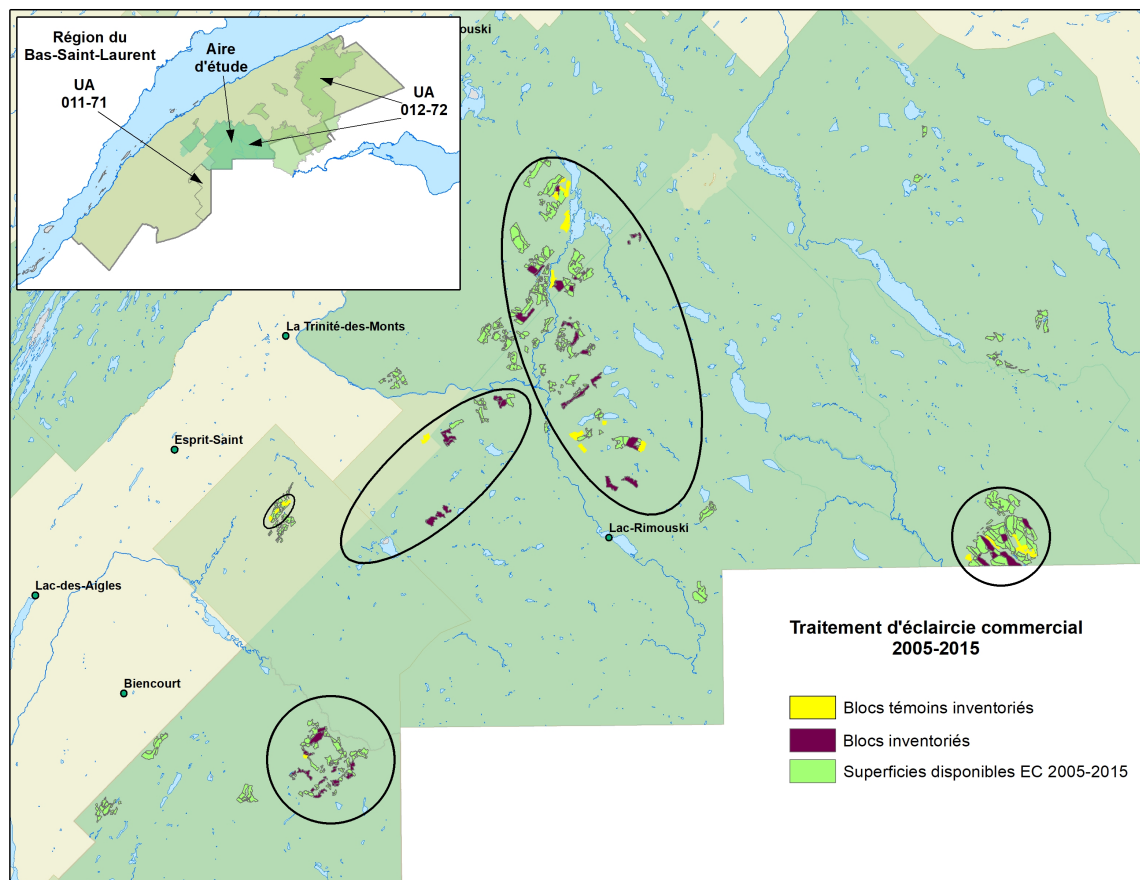 Région du
Bas-Saint-Laurent
Aire
d'étude
UA
011-71
UA
012-72
ouski
La Trinité-des-Monts
Esprit-Saint
Lac-Rimouski
Lac-des-Aigles
Biencourt
Traitement d'éclaircie commercial
2005-2015
Blocs témoins inventoriés
Blocs inventoriés
Superficies disponibles EC 2005-2015